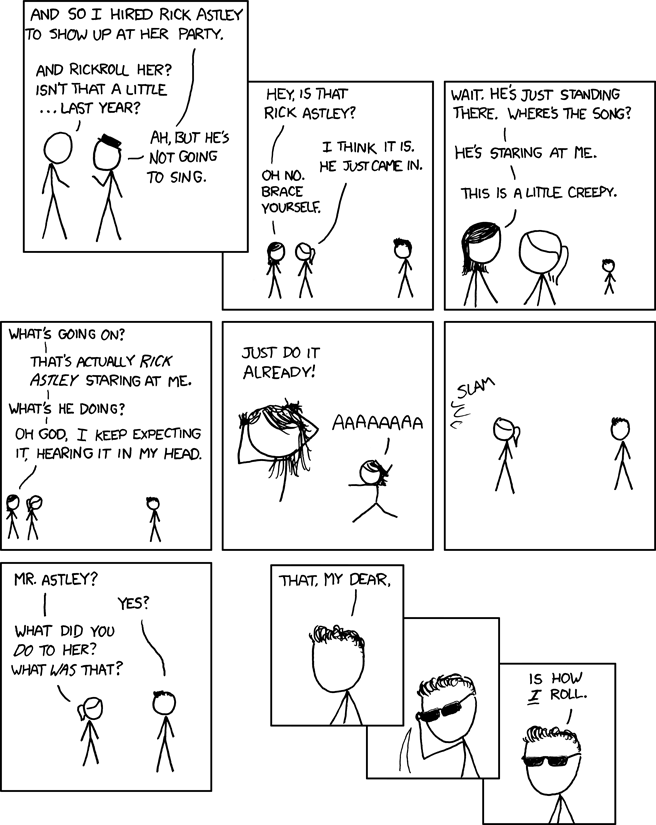 AND SO I HIRED RICK ASTLEY
TO SHOW UP AT HER PARTY.
AND RICKROLL HER?
ISN'T THAT A LITTLE
...LAST YEAR?
AH, BUT HE'S
NOT GOING
TO SING.
HEY, IS THAT
RICK ASTLEY?
I THINK IT IS.
HE JUST CAME IN.
OH NO.
BRACE
YOURSELF.
WAIT. HE'S JUST STANDING
THERE. WHERE'S THE SONG?
HE'S STARING AT ME.
THIS IS A LITTLE CREEPY.
WHAT'S GOING ON?
THAT'S ACTUALLY RICK
ASTLEY STARING AT ME.
WHAT'S HE DOING?
OH GOD, I KEEP EXPECTING
IT, HEARING IT IN MY HEAD.
JUST DO IT
ALREADY!
AAAAAAAA
SLAM
MR. ASTLEY?
YES?
WHAT DID YOU
DO TO HER?
WHAT WAS THAT?
THAT, MY DEAR,
IS HOW
I ROLL.